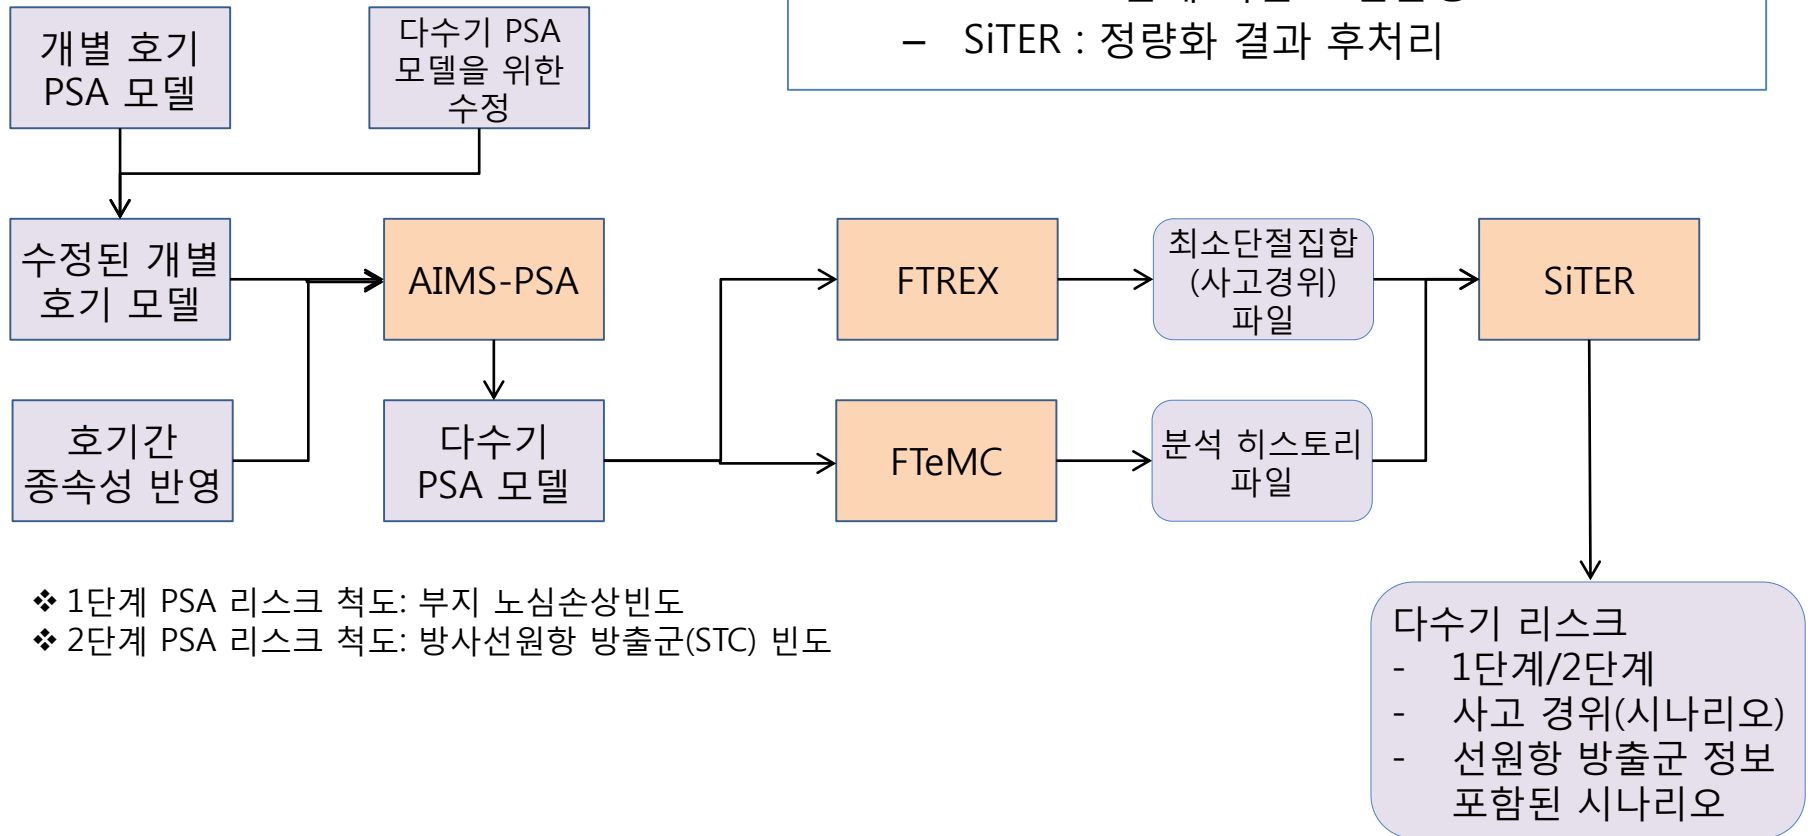 – SiTER : 정량화 결과 후처리
개별 호기
PSA 모델
다수기 PSA
모델을 위한
수정
수정된 개별
호기 모델
AIMS-PSA
FTREX
최소단절집합
(사고경위)
파일
SiTER
호기간
종속성 반영
다수기
PSA 모델
FTeMC
분석 히스토리
파일
❖ 1단계 PSA 리스크 척도: 부지 노심손상빈도
❖ 2단계 PSA 리스크 척도: 방사선원항 방출군(STC) 빈도
다수기 리스크
- 1단계/2단계
- 사고 경위(시나리오)
- 선원항 방출군 정보
포함된 시나리오